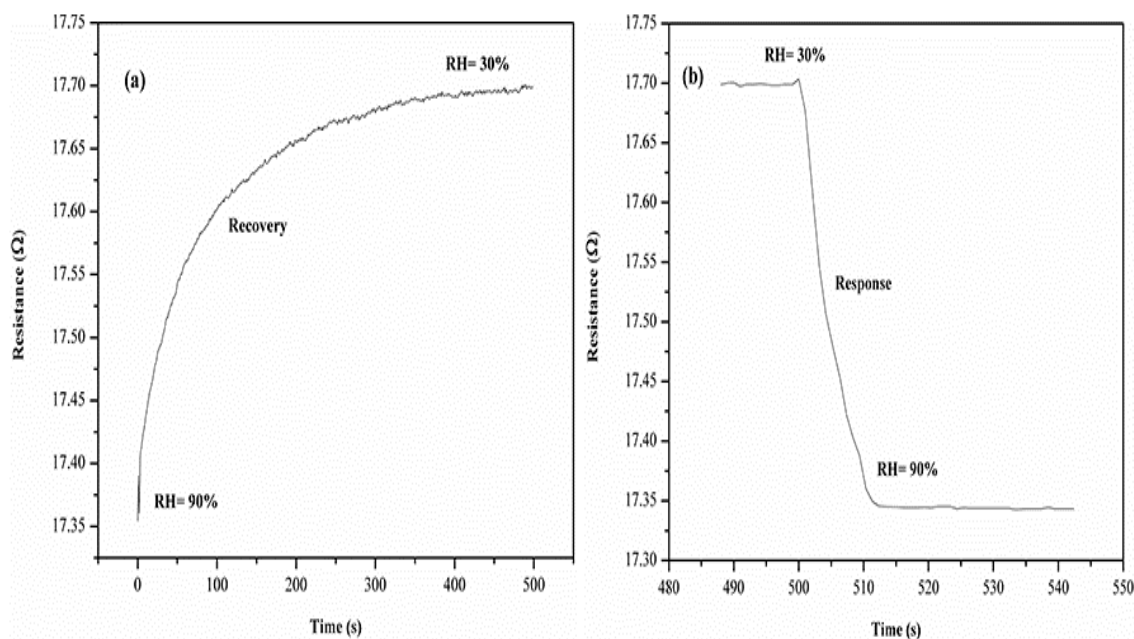 (a)
RH= 30%
Recovery
RH= 90%
17.75
17.70
17.65
17.60
17.55
17.50
17.45
17.40
17.35
Resistance (Ω)
0
100
200
300
400
500
Time (s)
(b)
RH= 30%
Response
RH= 90%
17.75
17.70
17.65
17.60
17.55
17.50
17.45
17.40
17.35
17.30
Resistance (Ω)
480
490
500
510
520
530
540
550
Time (s)